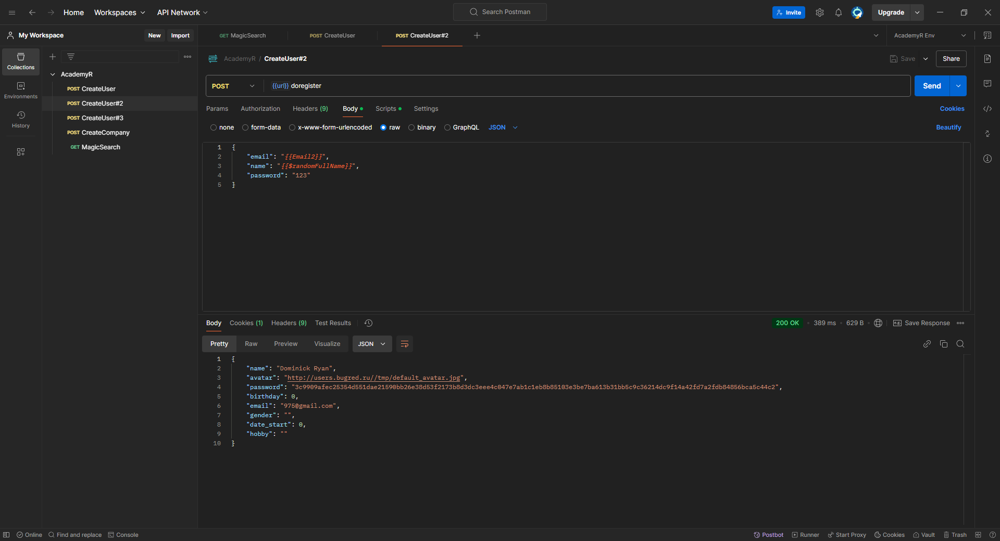 Home Workspaces API Network Search Postman Invite Upgrade
My Workspace New Import GET MagicSearch POST CreateUser POST CreateUser#2 AcademyR Env
Collections
Environments
History
AcademyR
POST CreateUser
POST CreateUser#2
POST CreateUser#3
POST CreateCompany
GET MagicSearch
HTTP AcademyR / CreateUser#2 Save Share
POST {{url}} doregister Send
Params Authorization Headers (9) Body Scripts Settings Cookies
none form-data x-www-form-urlencoded raw binary GraphQL JSON Beautify
1 {
2 "email": "{{Email2}}",
3 "name": "{{$randomFullName}}",
4 "password": "123"
5 }
Body Cookies (1) Headers (9) Test Results 200 OK 389 ms 629 B e.g. Save Response
Pretty Raw Preview Visualize JSON
1 {
2 "name": "Dominick Ryan",
3 "avatar": "http://users.bugred.ru//tmp/default_avatar.jpg",
4 "password": "3c9909afec25354d551dae21590bb26e38d53f2173b8d3dc3eee4c047e7ab1c1eb8b85103e3be7ba613b31bb5c9c36214dc9f14a42fd7a2fdb84856bca5c44c2",
5 "birthday": 0,
6 "email": "975@gmail.com",
7 "gender": "",
8 "date_start": 0,
9 "hobby": ""
10 }
Online Find and replace Console Postbot Runner Start Proxy Cookies Vault Trash